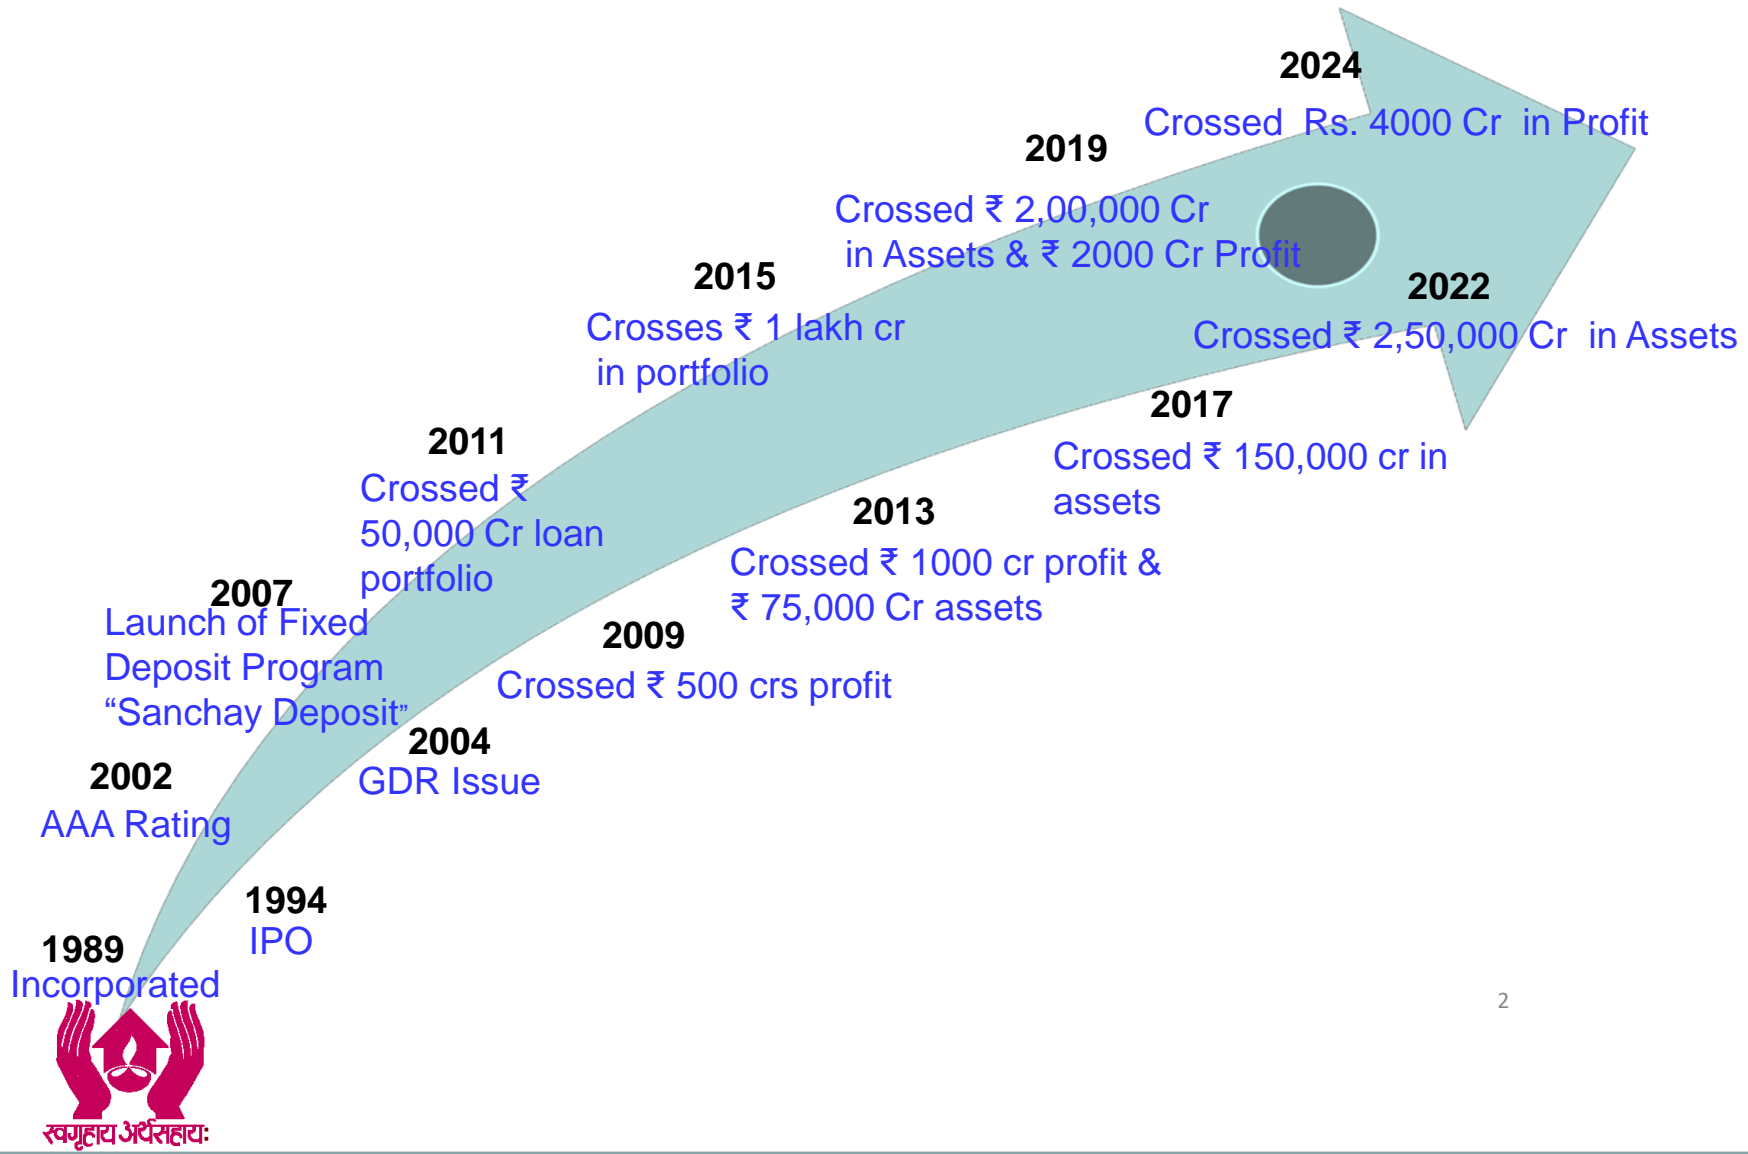 2024
Crossed Rs. 4000 Cr in Profit
2019
Crossed ₹ 2,00,000 Cr
in Assets & ₹ 2000 Cr Profit
2022
Crossed ₹ 2,50,000 Cr in Assets
2015
Crosses ₹ 1 lakh cr
in portfolio
2017
Crossed ₹ 150,000 cr in
assets
2011
Crossed ₹
50,000 Cr loan
portfolio
2013
Crossed ₹ 1000 cr profit &
₹ 75,000 Cr assets
2007
Launch of Fixed
Deposit Program
“Sanchay Deposit”
2009
Crossed ₹ 500 crs profit
2004
GDR Issue
2002
AAA Rating
1994
IPO
1989
Incorporated
2
स्वगृहाय अर्थसहायः